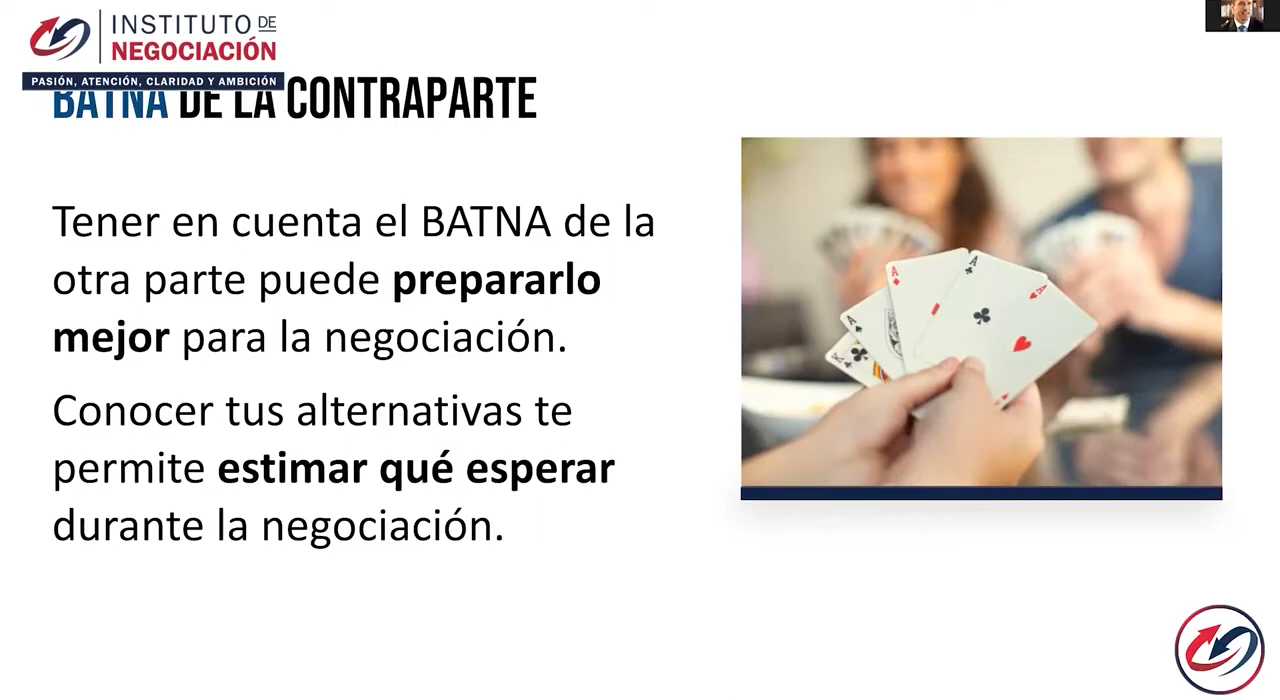 INSTITUTO DE
NEGOCIACIÓN
PASIÓN, ATENCIÓN, CLARIDAD Y AMBICIÓN
BATNA DE LA CONTRAPARTE
Tener en cuenta el BATNA de la
otra parte puede prepararlo
mejor para la negociación.
Conocer tus alternativas te
permite estimar qué esperar
durante la negociación.
A
A
A
A
K